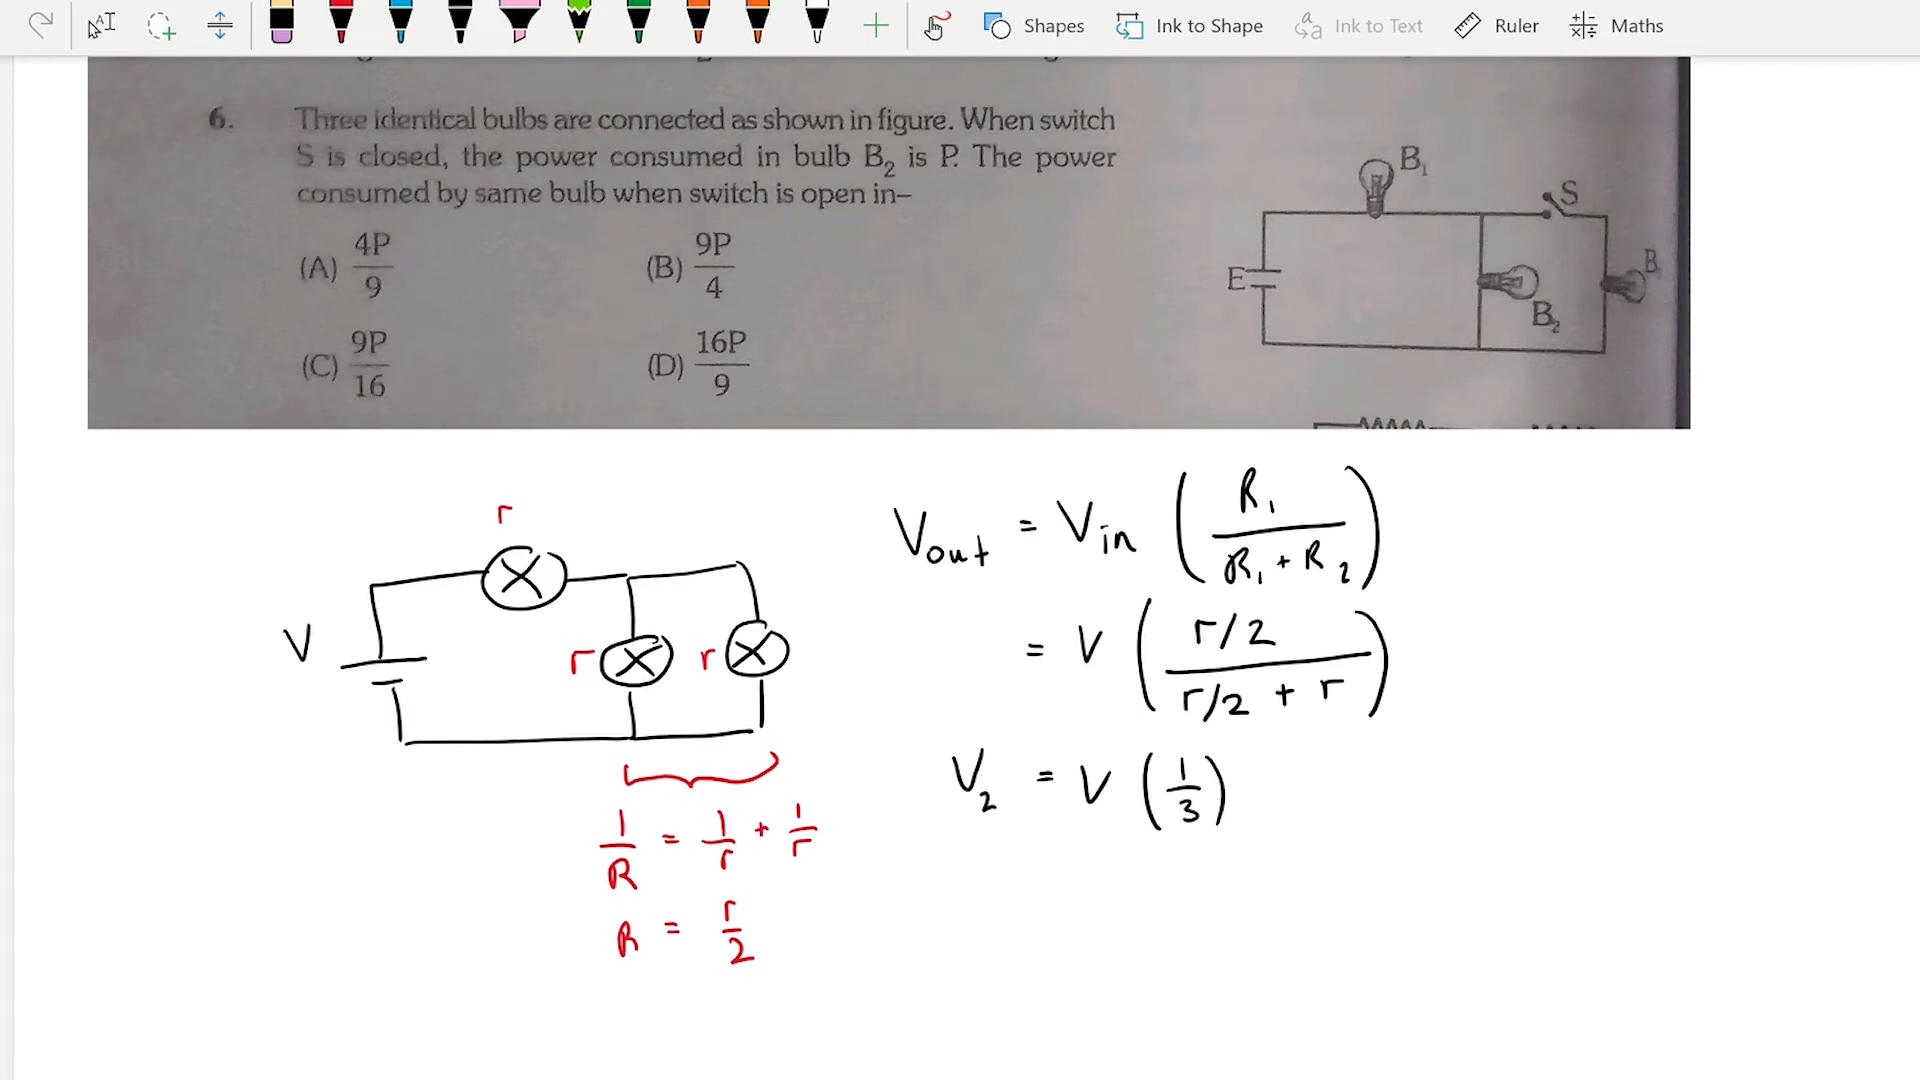 Shapes Ink to Shape Ink to Text Ruler Maths
6. Three identical bulbs are connected as shown in figure. When switch
S is closed, the power consumed in bulb B₂ is P. The power
consumed by same bulb when switch is open in–
(A) 4P/9 (B) 9P/4
(C) 9P/16 (D) 16P/9
B₁
S
E
B₂
B
V
r
r
r
1/R = 1/r + 1/r
R = r/2
Vout = Vin (R₁/(R₁ + R₂))
= V ((r/2)/(r/2 + r))
V₂ = V (1/3)